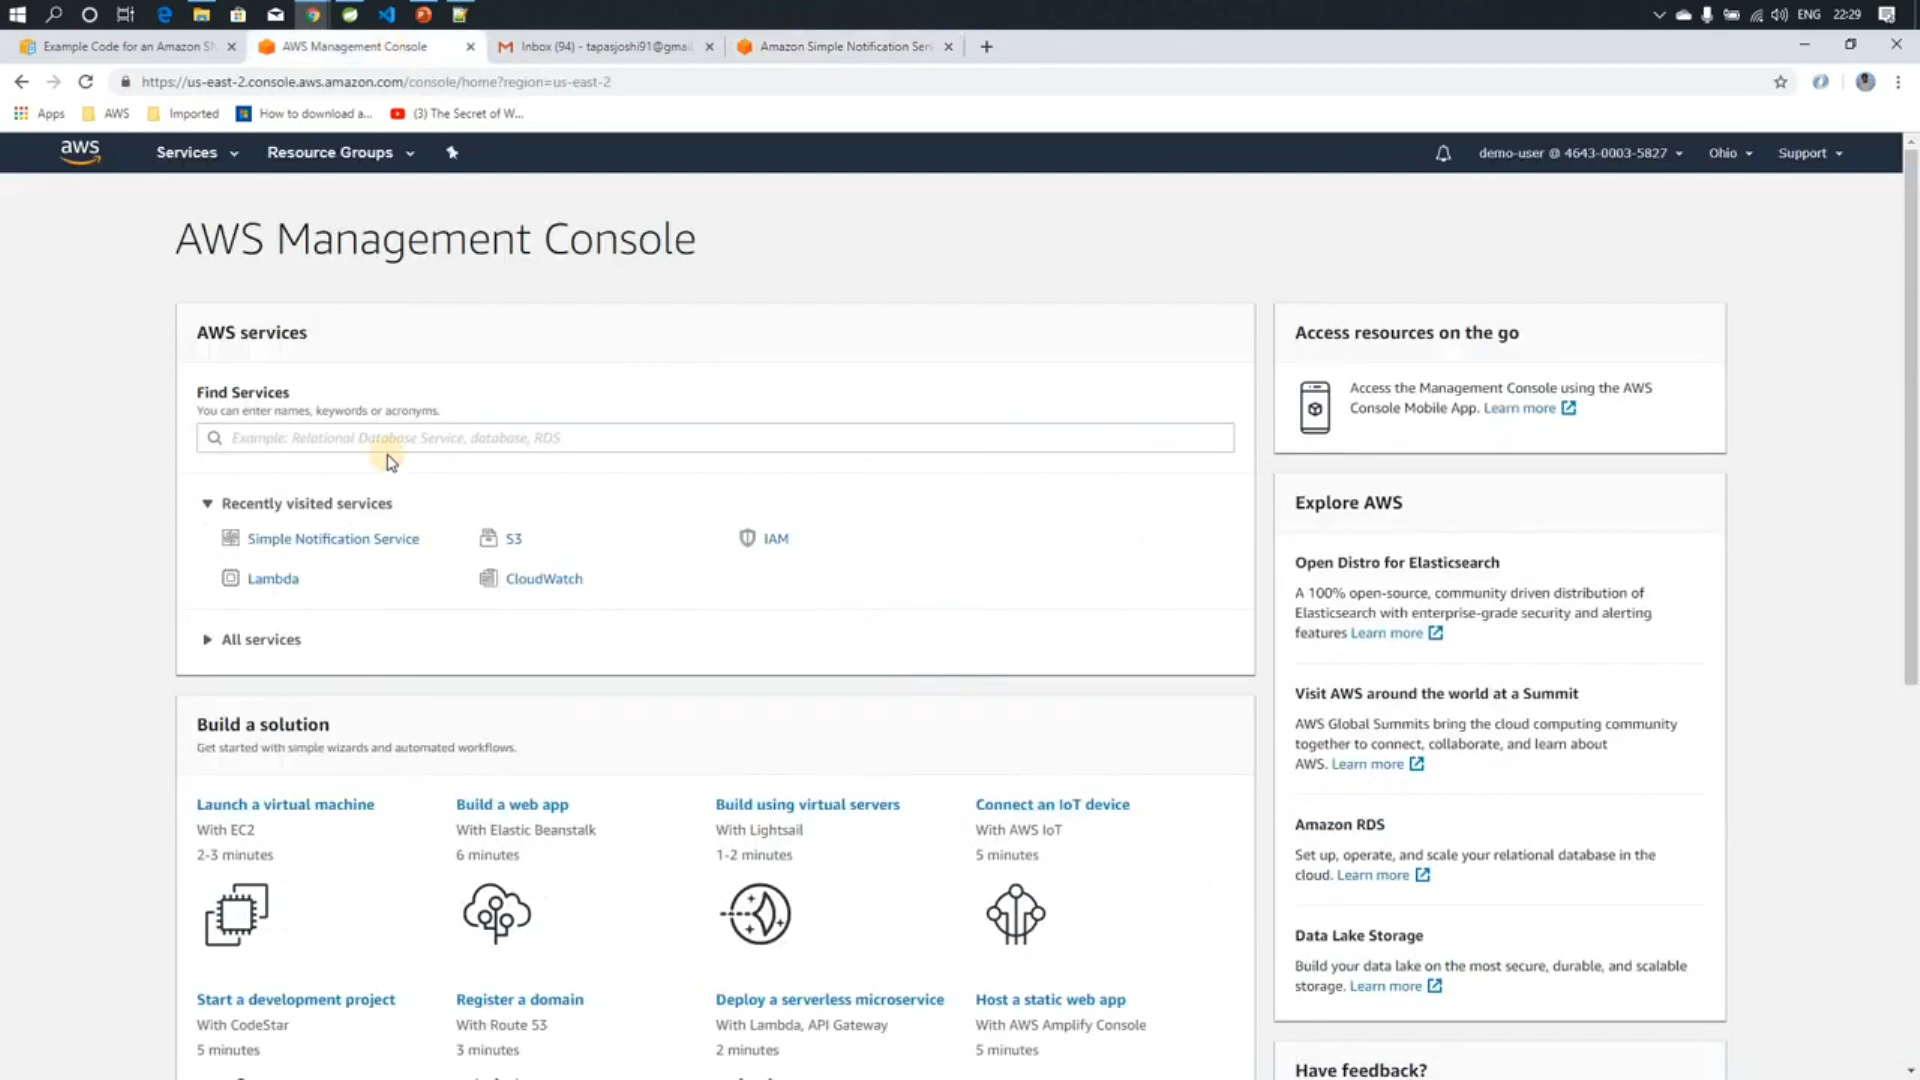 ENG 22:29
Example Code for an Amazon S
AWS Management Console
Inbox (94) - tapasjoshi91@gmai
Amazon Simple Notification Ser
https://us-east-2.console.aws.amazon.com/console/home?region=us-east-2
Apps AWS Imported How to download a... (3) The Secret of W...
aws Services Resource Groups demo-user @ 4643-0003-5827 Ohio Support
AWS Management Console
AWS services
Find Services
You can enter names, keywords or acronyms.
Example: Relational Database Service, database, RDS
Recently visited services
Simple Notification Service S3 IAM
Lambda CloudWatch
All services
Build a solution
Get started with simple wizards and automated workflows.
Launch a virtual machine
With EC2
2-3 minutes
Build a web app
With Elastic Beanstalk
6 minutes
Build using virtual servers
With Lightsail
1-2 minutes
Connect an IoT device
With AWS IoT
5 minutes
Start a development project
With CodeStar
5 minutes
Register a domain
With Route 53
3 minutes
Deploy a serverless microservice
With Lambda, API Gateway
2 minutes
Host a static web app
With AWS Amplify Console
5 minutes
Access resources on the go
Access the Management Console using the AWS
Console Mobile App. Learn more
Explore AWS
Open Distro for Elasticsearch
A 100% open-source, community driven distribution of
Elasticsearch with enterprise-grade security and alerting
features Learn more
Visit AWS around the world at a Summit
AWS Global Summits bring the cloud computing community
together to connect, collaborate, and learn about
AWS. Learn more
Amazon RDS
Set up, operate, and scale your relational database in the
cloud. Learn more
Data Lake Storage
Build your data lake on the most secure, durable, and scalable
storage. Learn more
Have feedback?